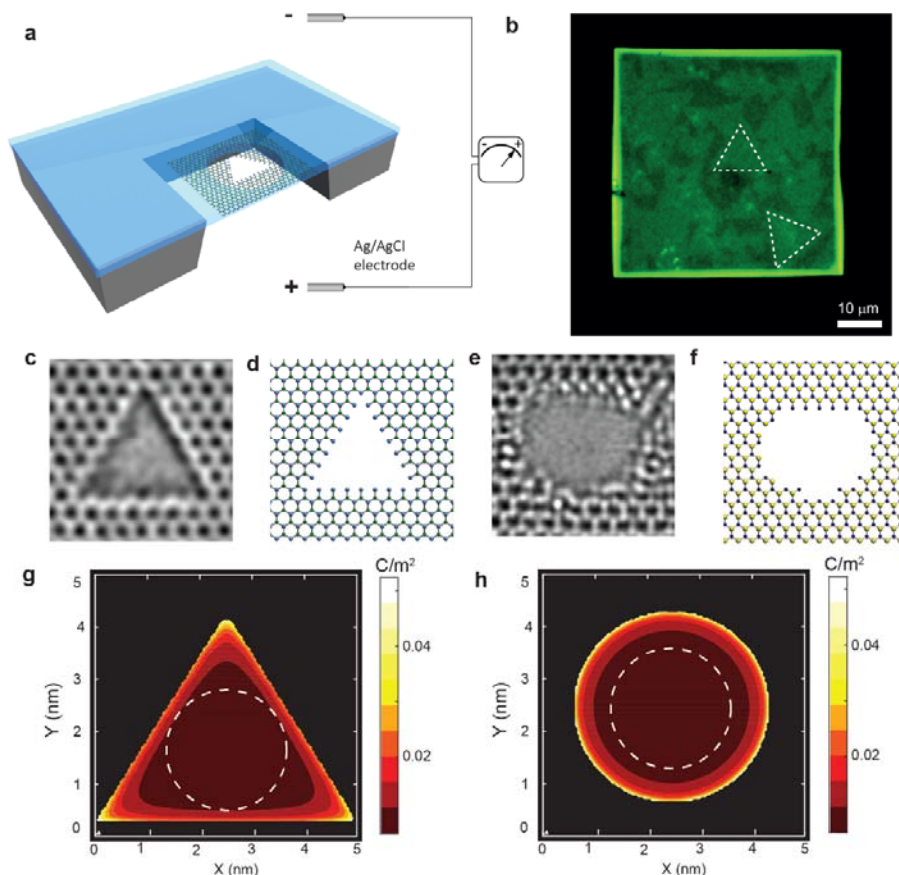 a
-
- +
Ag/AgCl
electrode
+
b
10 μm
c
d
e
f
g
C/m²
5
4
3
2
1
0
Y (nm)
0 1 2 3 4 5
X (nm)
0.04
0.02
h
C/m²
5
4
3
2
1
0
Y (nm)
0 1 2 3 4 5
X (nm)
0.04
0.02